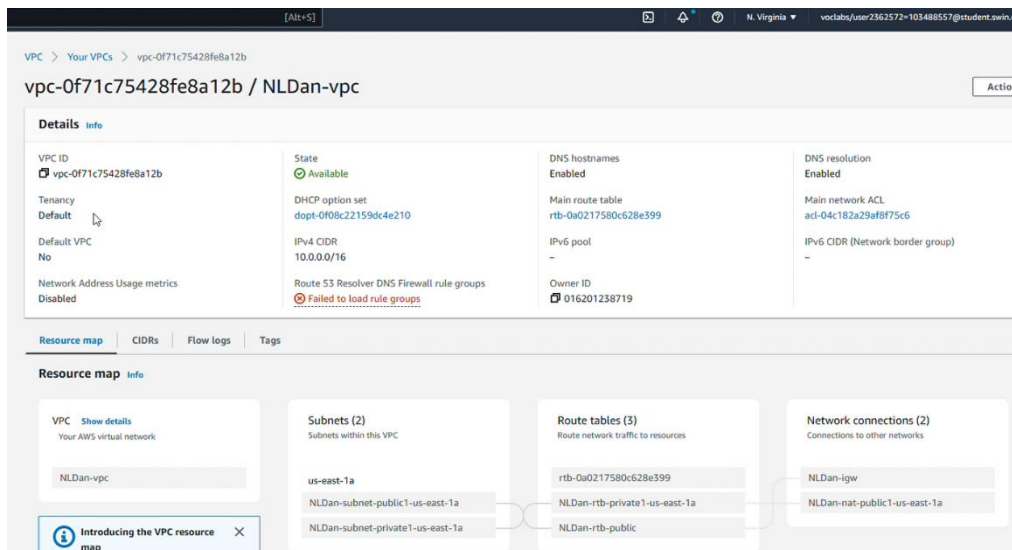 [Alt+S]
N. Virginia ▼
voclabs/user2362572=103488557@student.swin.
VPC > Your VPCs > vpc-0f71c75428fe8a12b
vpc-0f71c75428fe8a12b / NLDan-vpc
Actio
Details Info
VPC ID
vpc-0f71c75428fe8a12b
State
Available
DNS hostnames
Enabled
DNS resolution
Enabled
Tenancy
Default
DHCP option set
dopt-0f08c22159dc4e210
Main route table
rtb-0a0217580c628e399
Main network ACL
acl-04c182a29af8f75c6
Default VPC
No
IPv4 CIDR
10.0.0.0/16
IPv6 pool
–
IPv6 CIDR (Network border group)
–
Network Address Usage metrics
Disabled
Route 53 Resolver DNS Firewall rule groups
Failed to load rule groups
Owner ID
016201238719
Resource map
CIDRs
Flow logs
Tags
Resource map Info
VPC Show details
Your AWS virtual network
NLDan-vpc
Introducing the VPC resource
map
Subnets (2)
Subnets within this VPC
us-east-1a
NLDan-subnet-public1-us-east-1a
NLDan-subnet-private1-us-east-1a
Route tables (3)
Route network traffic to resources
rtb-0a0217580c628e399
NLDan-rtb-private1-us-east-1a
NLDan-rtb-public
Network connections (2)
Connections to other networks
NLDan-igw
NLDan-nat-public1-us-east-1a